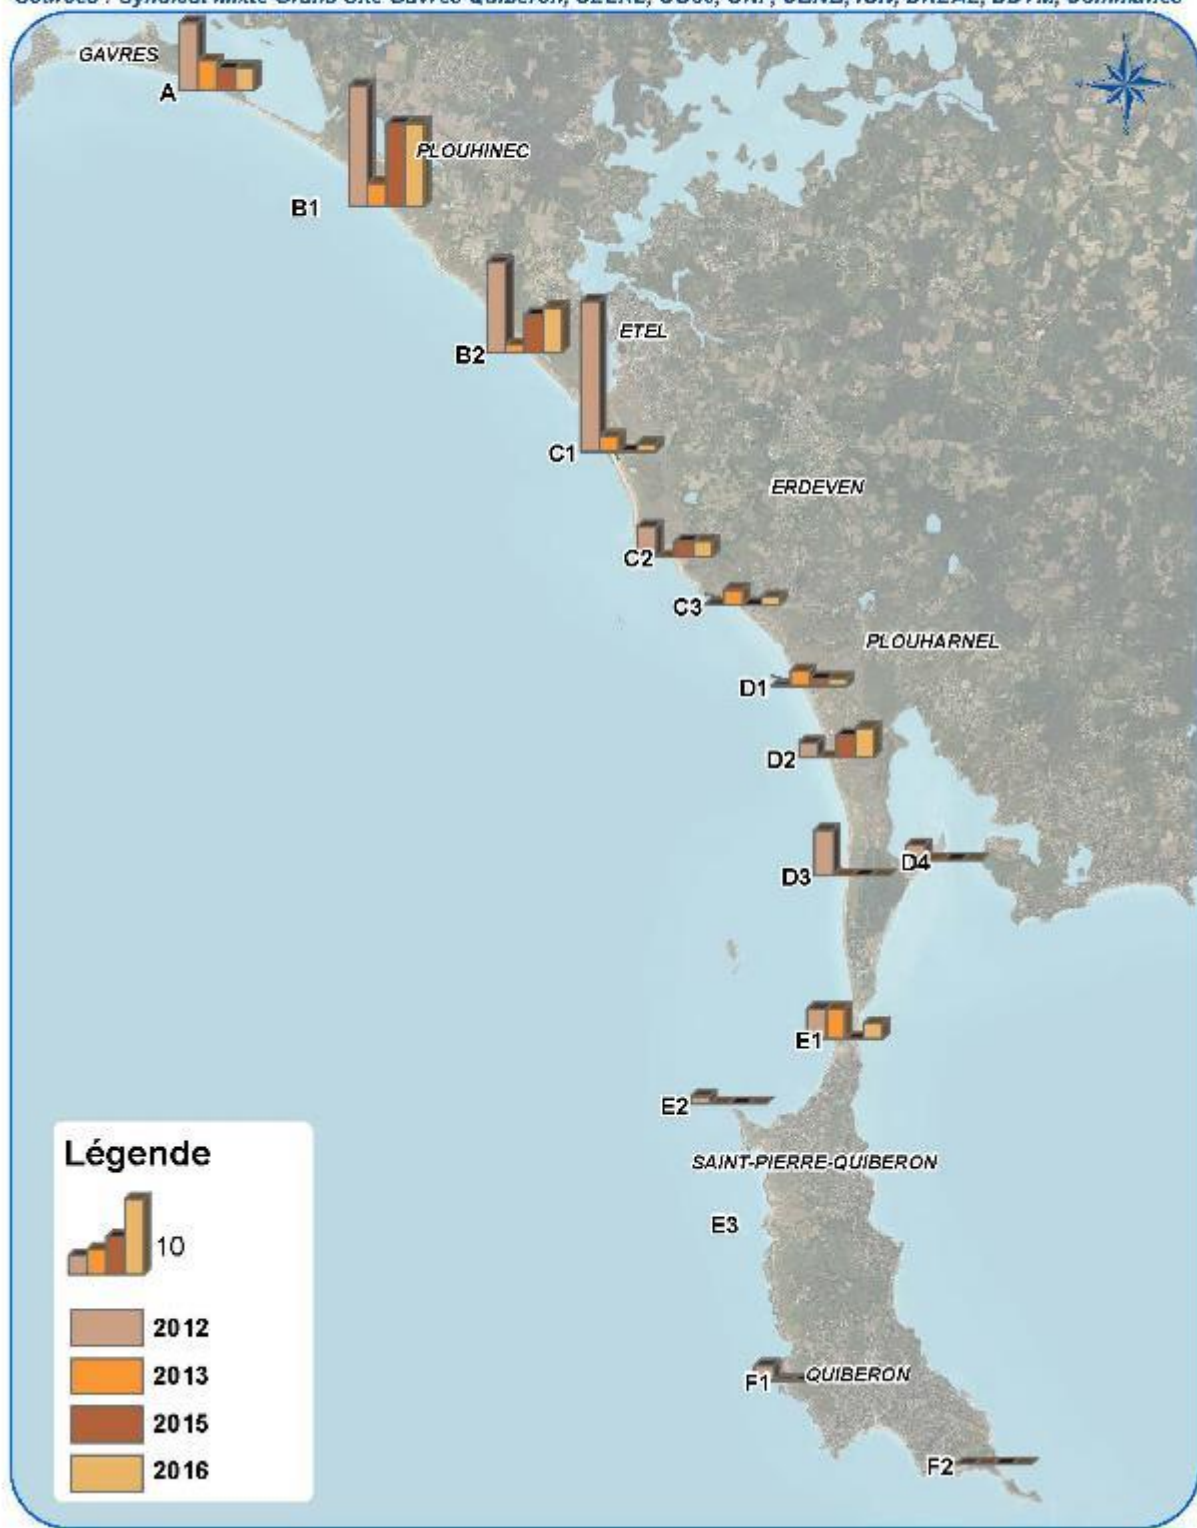 GAVRES
A
PLOUHINEC
B1
ETEL
B2
C1
ERDEVEN
C2
C3
PLOUHARNEL
D1
D2
D4
D3
E1
E2
SAINT-PIERRE-QUIBERON
E3
QUIBERON
F1
F2
Légende
10
2012
2013
2015
2016